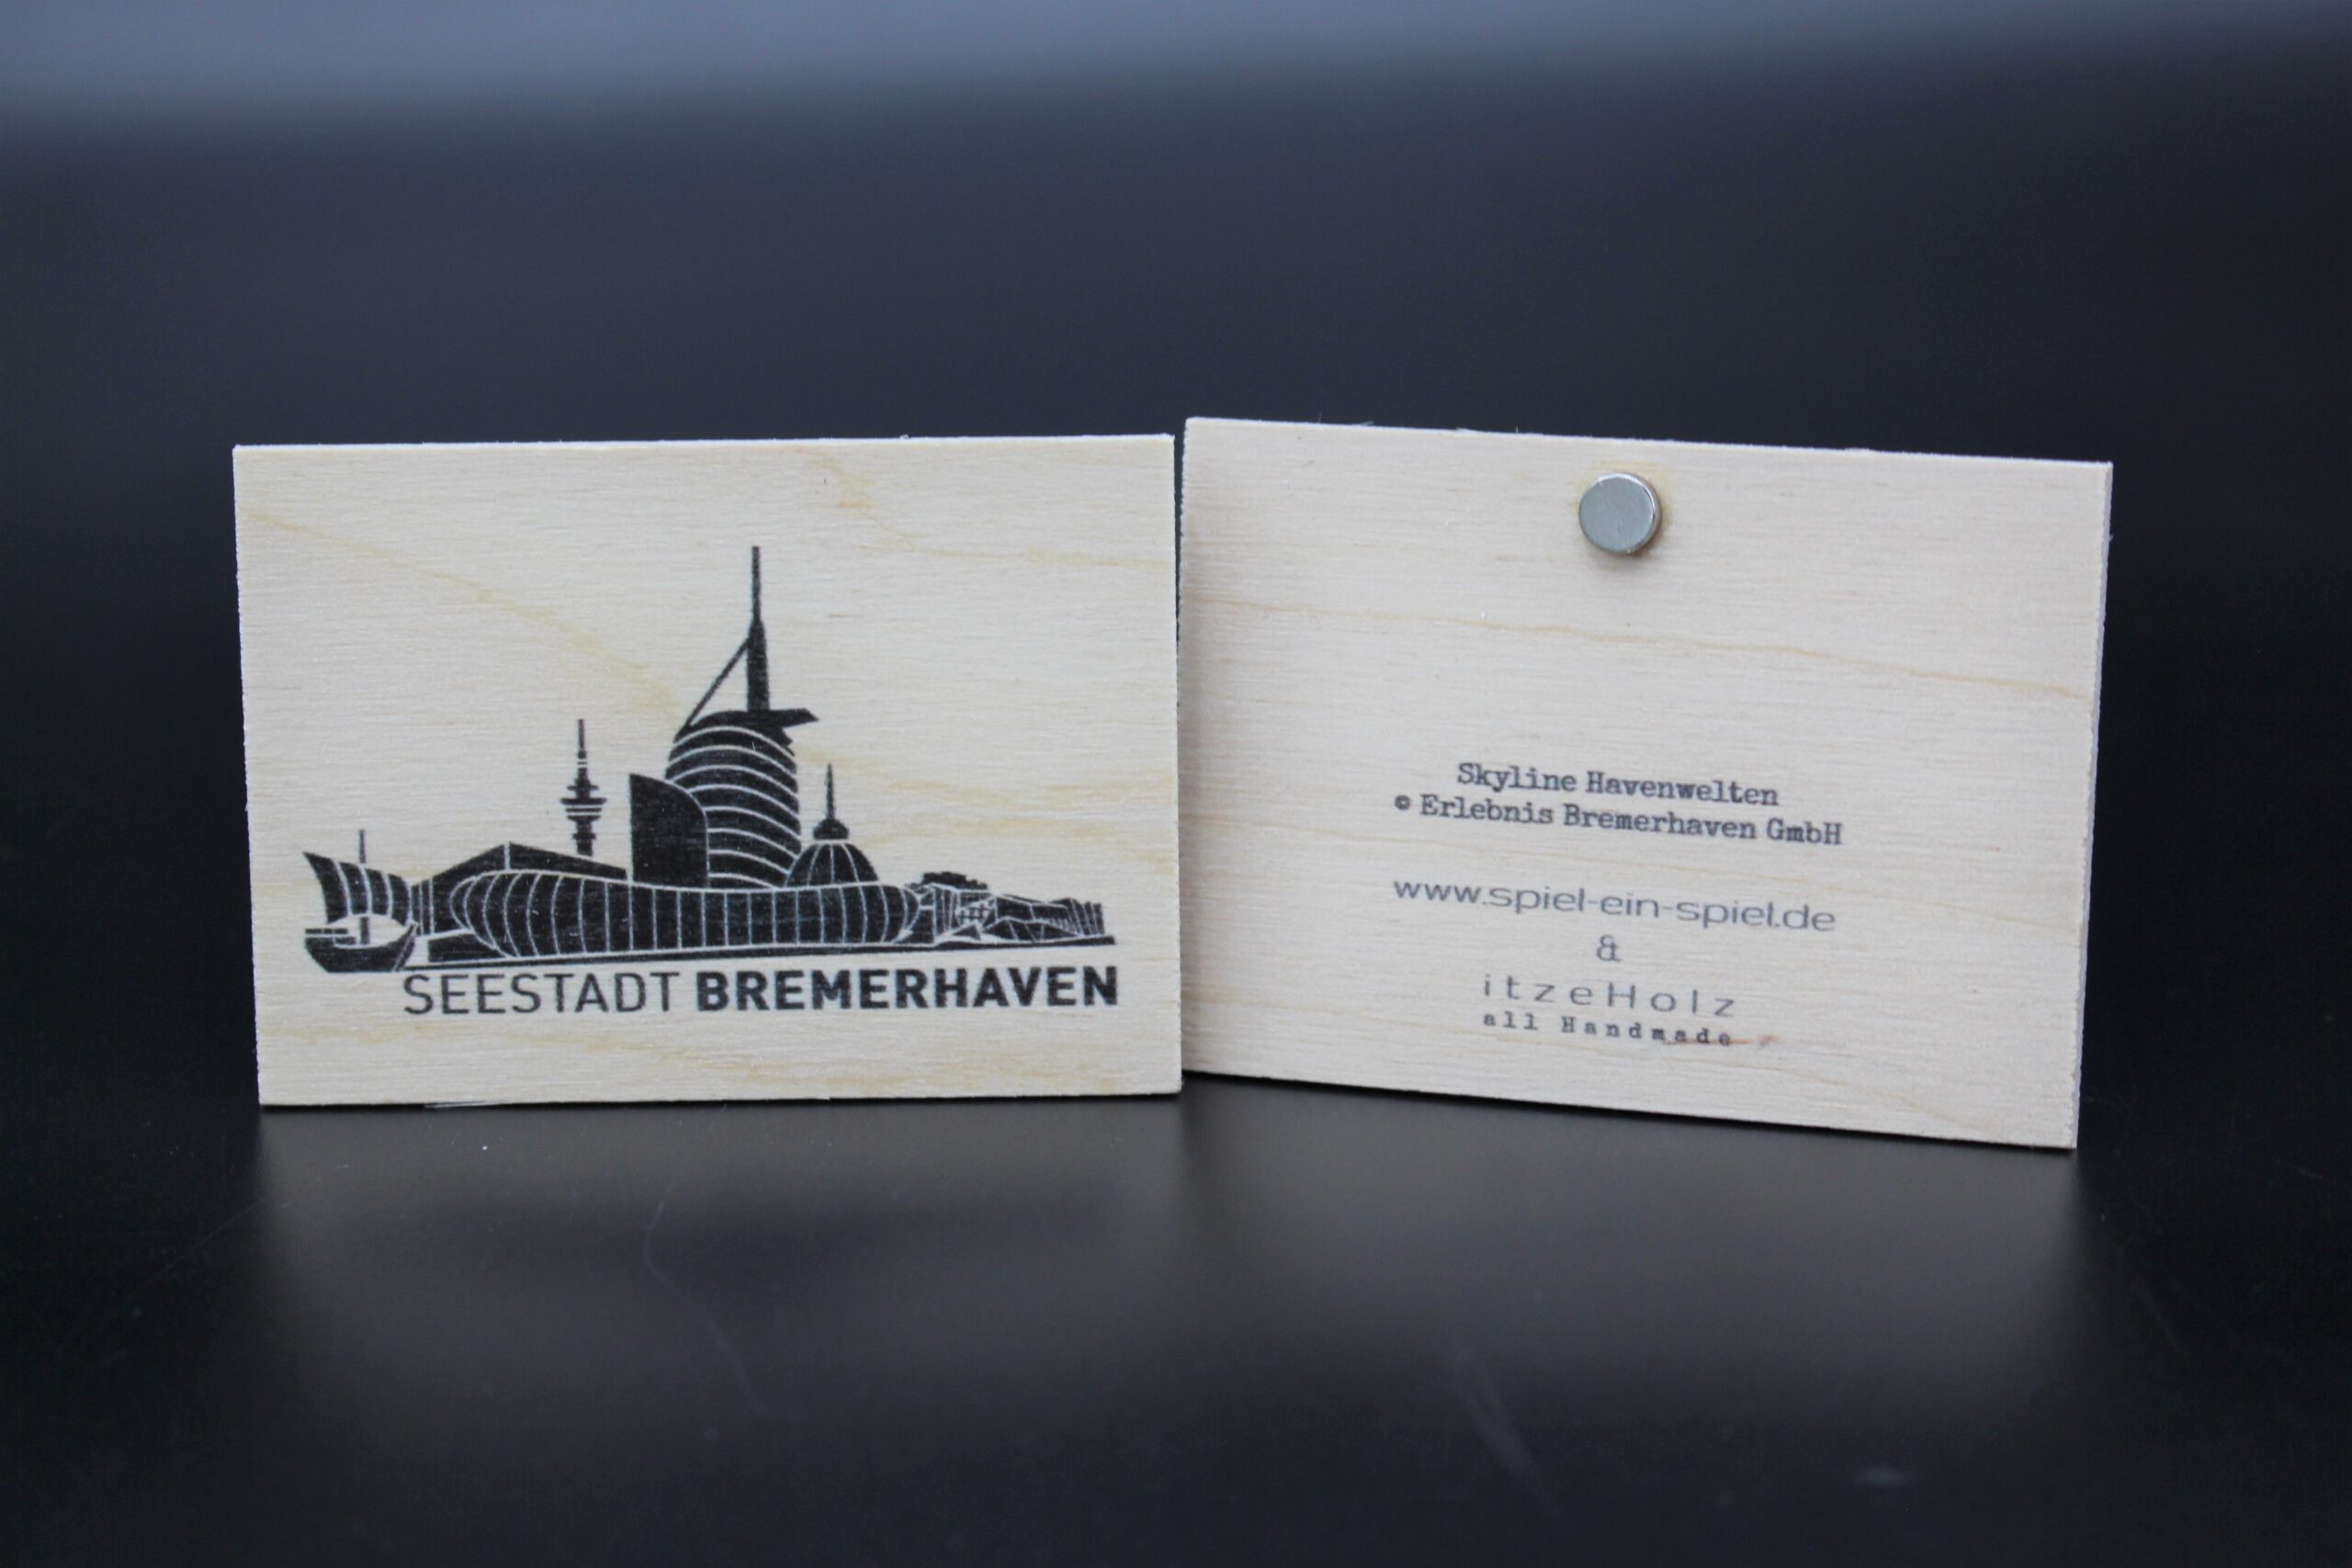 SEESTADT BREMERHAVEN
Skyline Havenwelten
© Erlebnis Bremerhaven GmbH
www.spiel-ein-spiel.de
&
itzeHolz
all Handmade